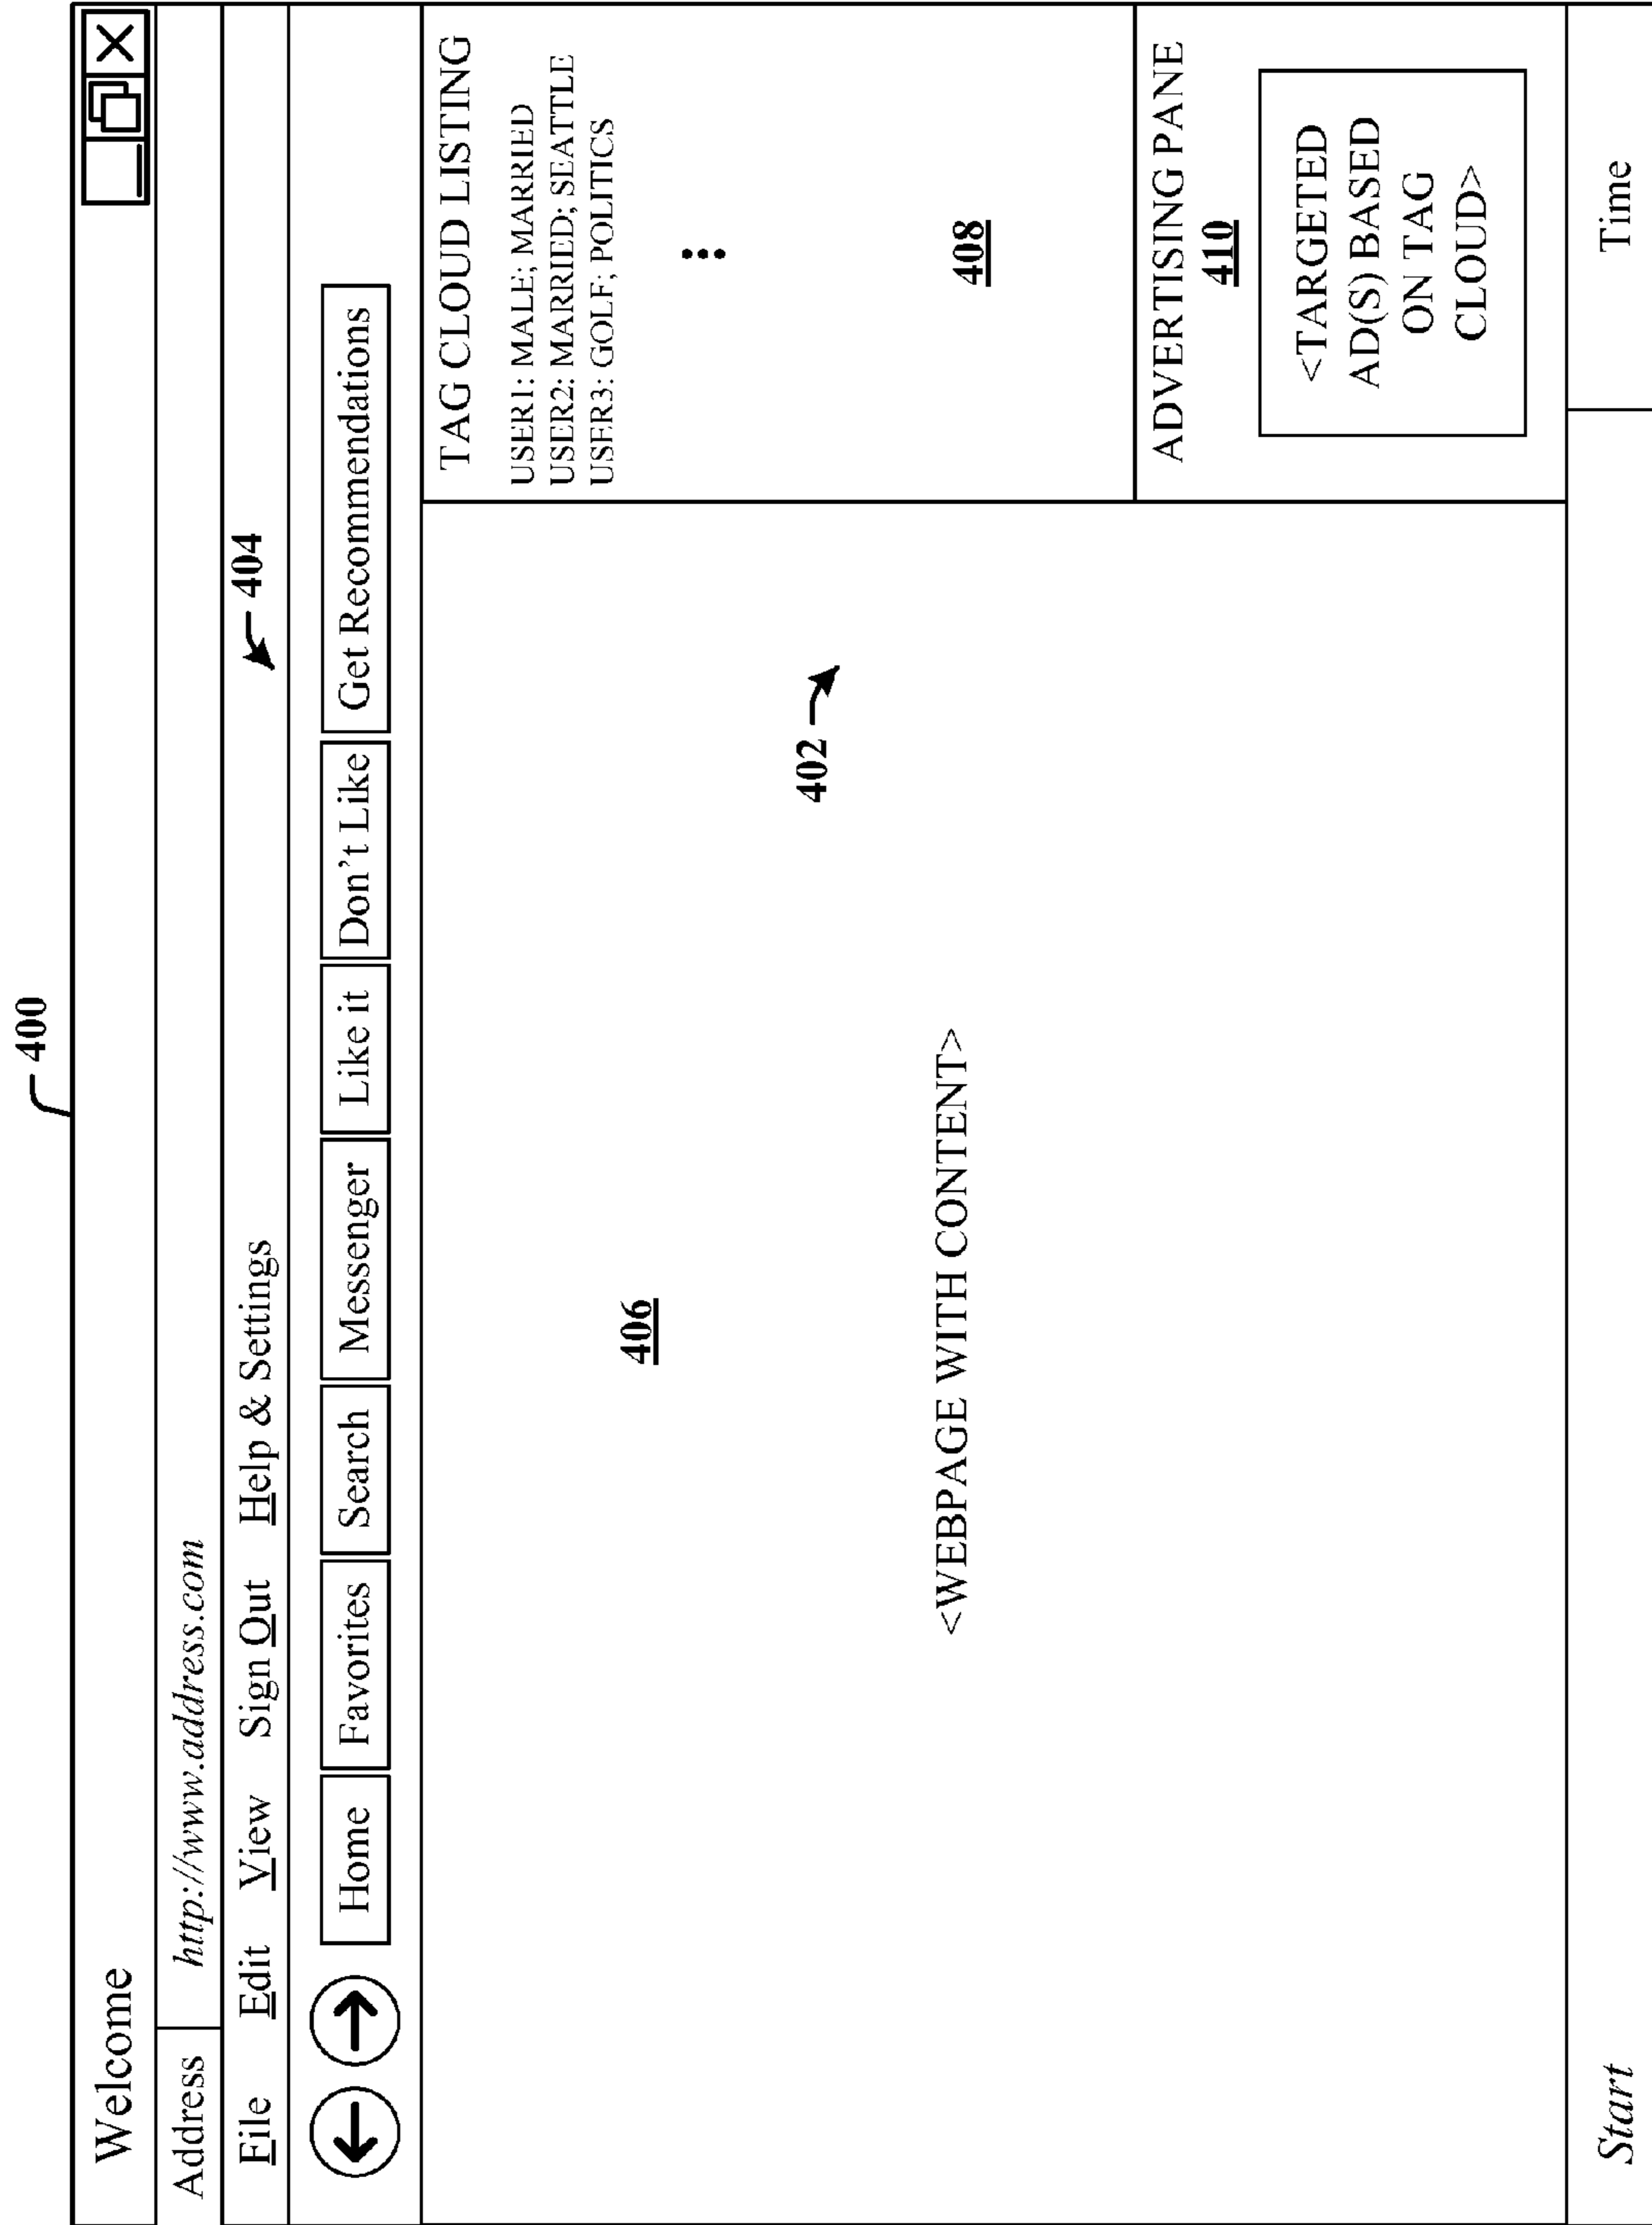 400
Welcome
Address http://www.address.com
File Edit View Sign Out Help & Settings
404
Home Favorites Search Messenger Like it Don't Like Get Recommendations
TAG CLOUD LISTING
USER1: MALE; MARRIED
USER2: MARRIED; SEATTLE
USER3: GOLF; POLITICS
406
402
<WEBPAGE WITH CONTENT>
408
ADVERTISING PANE
410
<TARGETED
AD(S) BASED
ON TAG
CLOUD>
Start Time